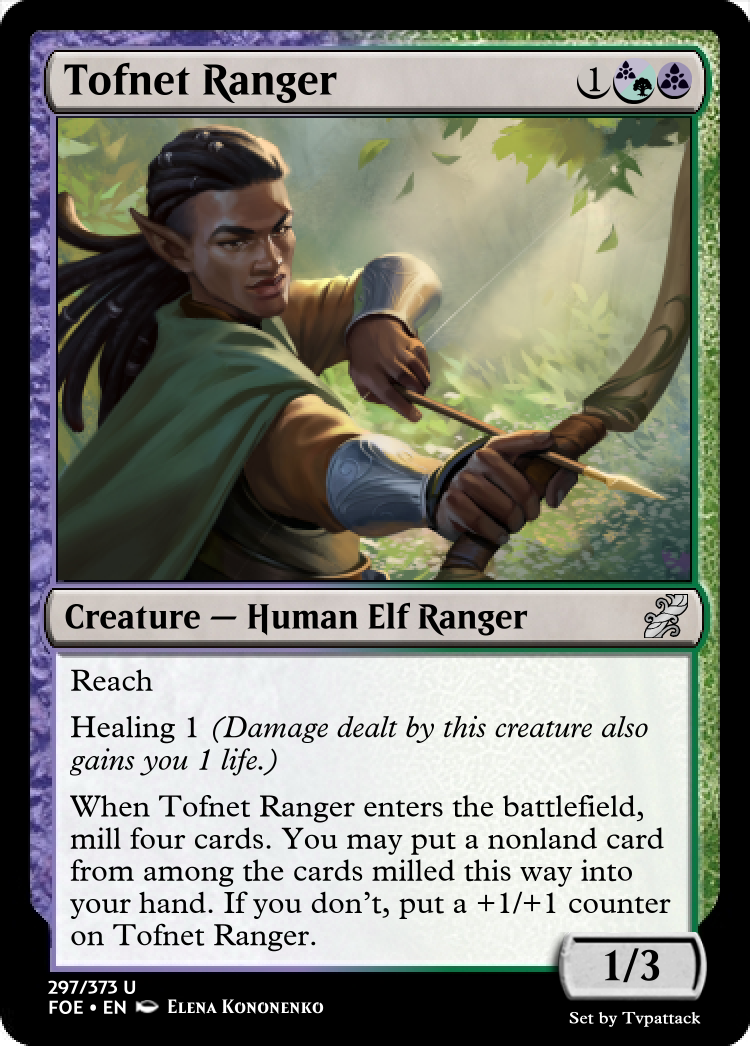 Tofnet Ranger 1
Creature — Human Elf Ranger
Reach
Healing 1 (Damage dealt by this creature also
gains you 1 life.)
When Tofnet Ranger enters the battlefield,
mill four cards. You may put a nonland card
from among the cards milled this way into
your hand. If you don't, put a +1/+1 counter
on Tofnet Ranger.
1/3
297/373 U
FOE • EN Elena Kononenko
Set by Tvpattack